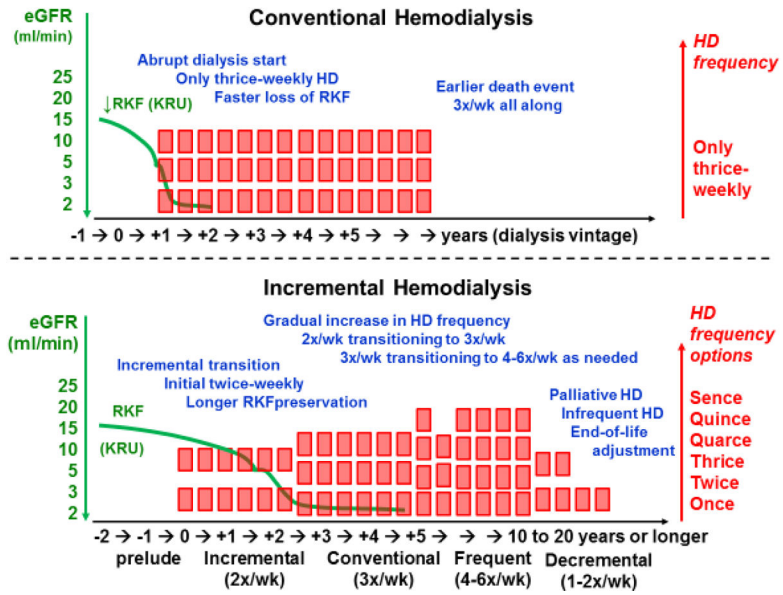 Conventional Hemodialysis
eGFR
(ml/min)
25
20
15
10
5
3
2
↓RKF (KRU)
Abrupt dialysis start
Only thrice-weekly HD
Faster loss of RKF
Earlier death event
3x/wk all along
HD
frequency
Only
thrice-
weekly
-1 → 0 → +1 → +2 → +3 → +4 → +5 → → → years (dialysis vintage)
Incremental Hemodialysis
eGFR
(ml/min)
25
20
15
10
5
3
2
RKF
(KRU)
Gradual increase in HD frequency
2x/wk transitioning to 3x/wk
3x/wk transitioning to 4-6x/wk as needed
Incremental transition
Initial twice-weekly
Longer RKFpreservation
Palliative HD
Infrequent HD
End-of-life
adjustment
HD
frequency
options
Sence
Quince
Quarce
Thrice
Twice
Once
-2 → -1 → 0 → +1 → +2 → +3 → +4 → +5 → → → 10 to 20 years or longer
prelude
Incremental
(2x/wk)
Conventional
(3x/wk)
Frequent
(4-6x/wk)
Decremental
(1-2x/wk)